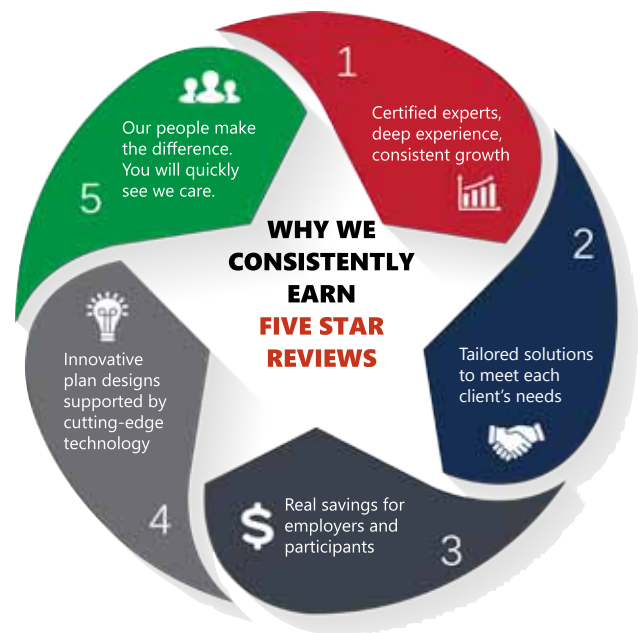 WHY WE
CONSISTENTLY
EARN
FIVE STAR
REVIEWS
1
Certified experts,
deep experience,
consistent growth
2
Tailored solutions
to meet each
client's needs
3
Real savings for
employers and
participants
$
4
Innovative
plan designs
supported by
cutting-edge
technology
5
Our people make
the difference.
You will quickly
see we care.